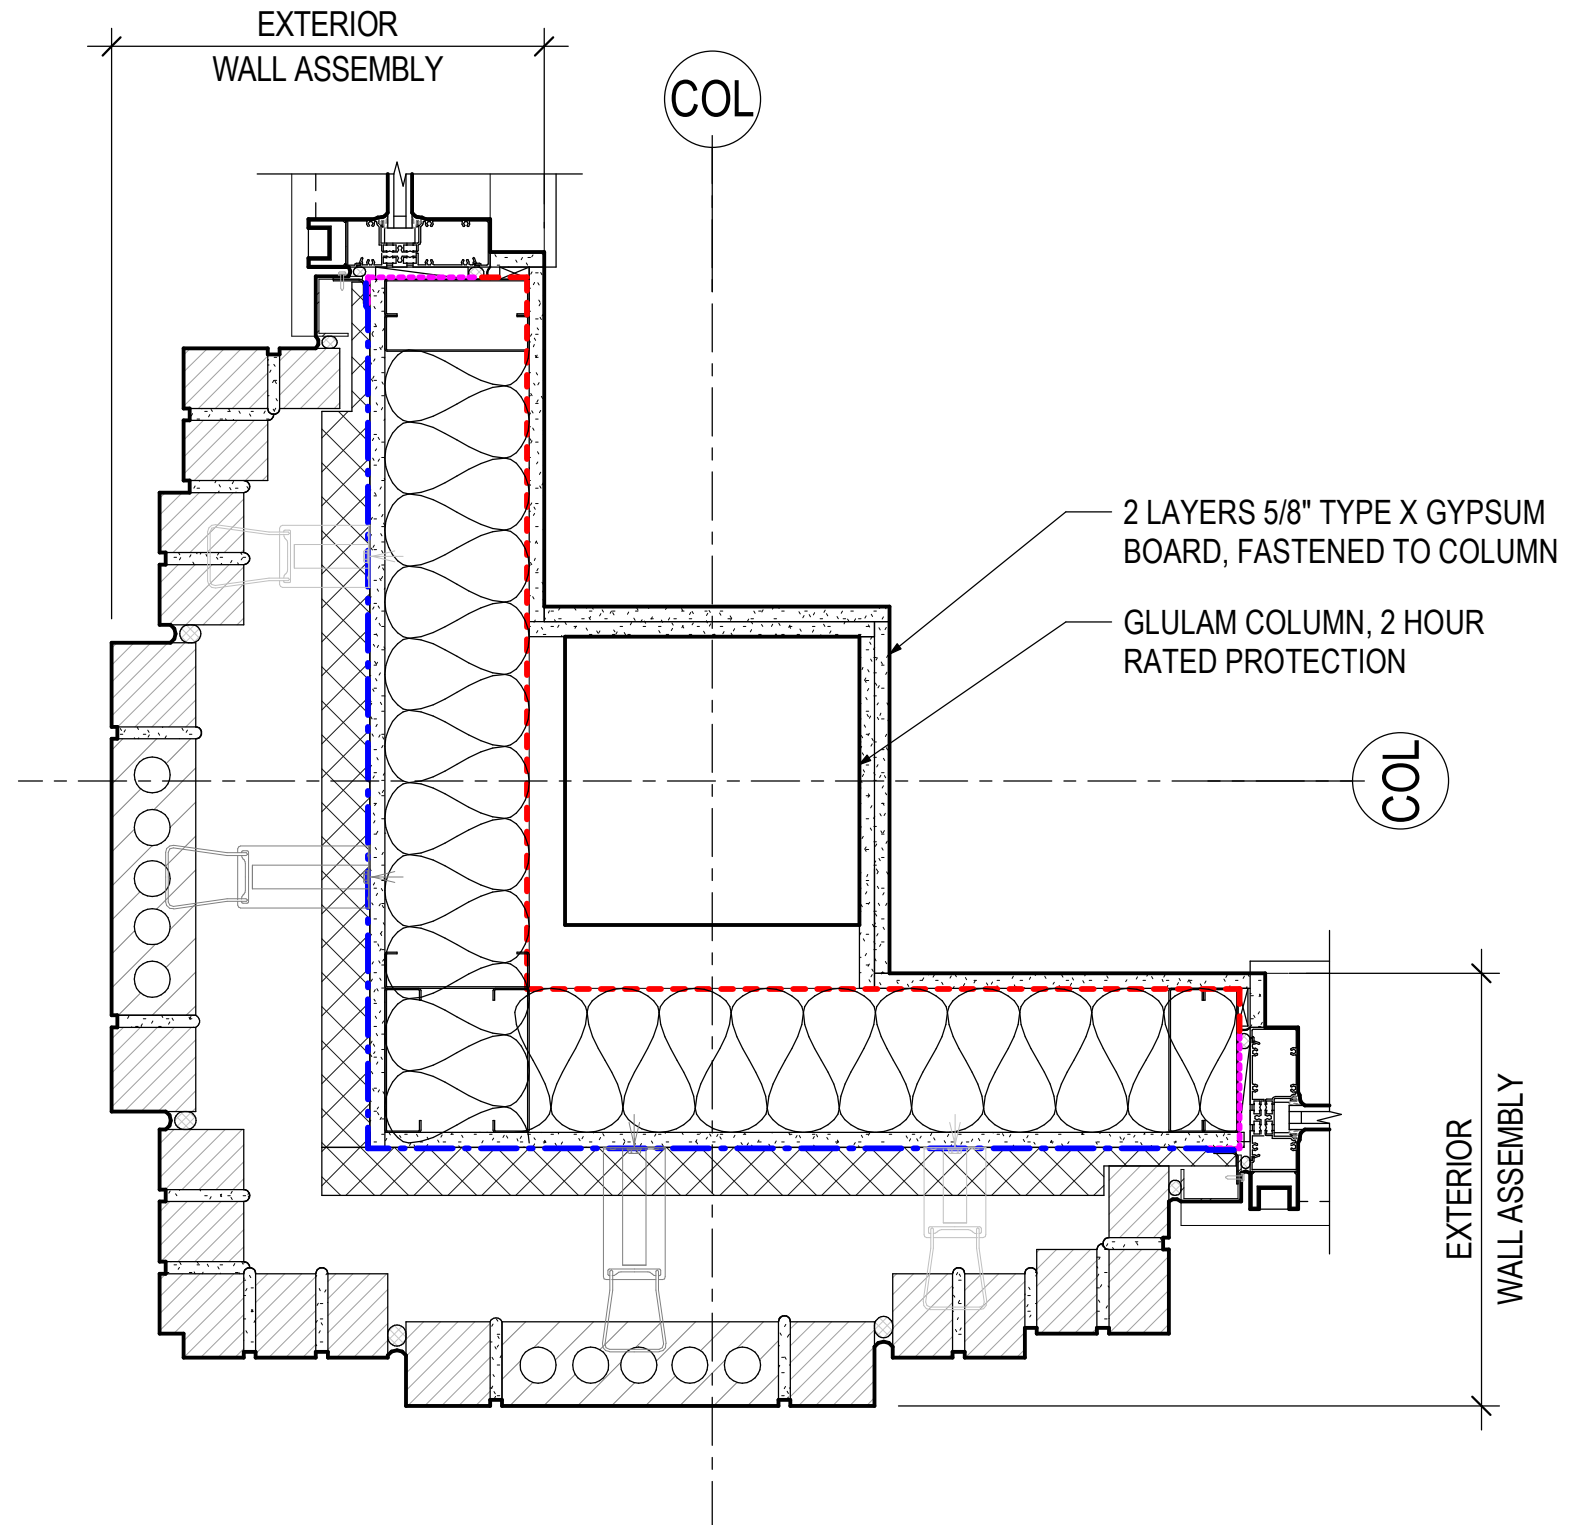 EXTERIOR
WALL ASSEMBLY
COL
2 LAYERS 5/8" TYPE X GYPSUM
BOARD, FASTENED TO COLUMN
GLULAM COLUMN, 2 HOUR
RATED PROTECTION
COL
EXTERIOR
WALL ASSEMBLY